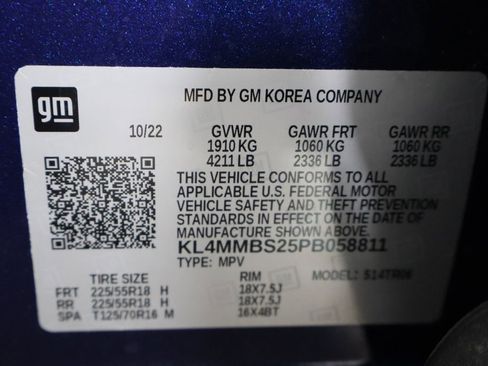 gm
MFD BY GM KOREA COMPANY
10/22 GVWR GAWR FRT GAWR RR
1910 KG 1060 KG 1060 KG
4211 LB 2336 LB 2336 LB
THIS VEHICLE CONFORMS TO ALL
APPLICABLE U.S. FEDERAL MOTOR
VEHICLE SAFETY AND THEFT PREVENTION
STANDARDS IN EFFECT ON THE DATE OF
MANUFACTURE SHOWN ABOVE.
KL4MMBS25PB058811
TYPE: MPV
TIRE SIZE RIM MODEL:
FRT 225/55R18 H 18X7.5J
RR 225/55R18 H 18X7.5J
SPA T125/70R16 M 16X4BT